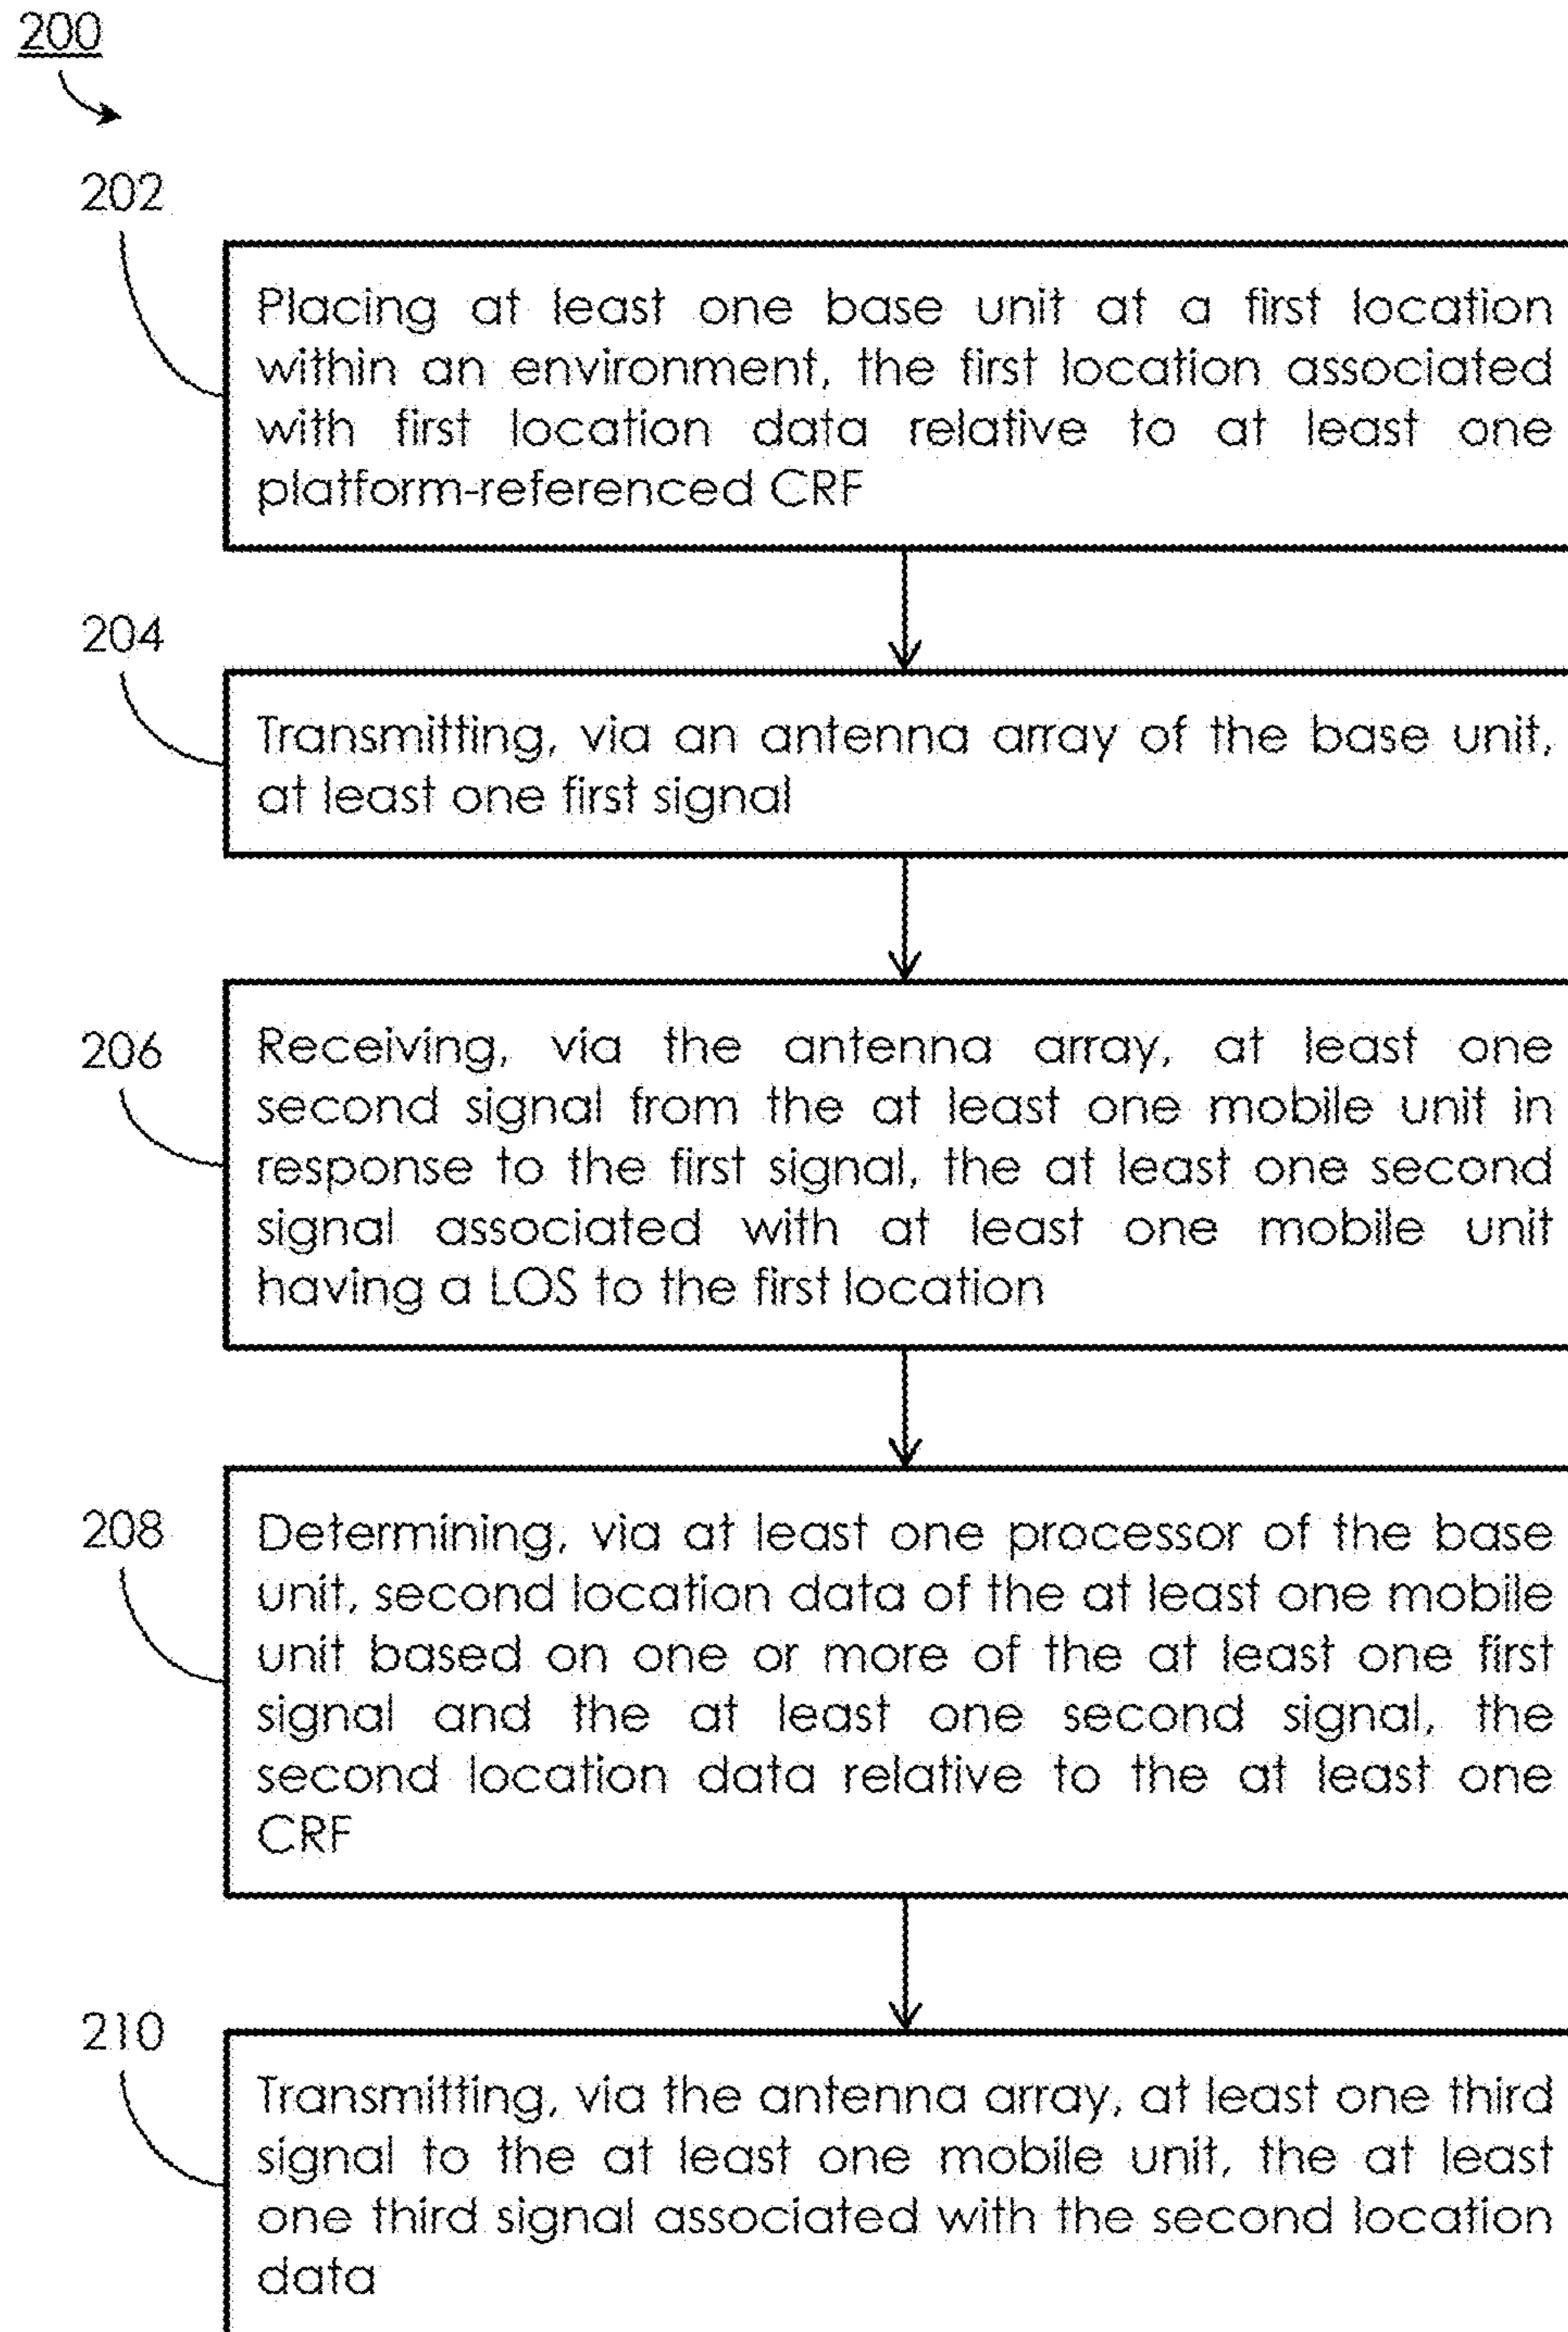 200
202
Placing at least one base unit at a first location
within an environment, the first location associated
with first location data relative to at least one
platform-referenced CRF
204
Transmitting, via an antenna array of the base unit,
at least one first signal
206
Receiving, via the antenna array, at least one
second signal from the at least one mobile unit in
response to the first signal, the at least one second
signal associated with at least one mobile unit
having a LOS to the first location
208
Determining, via at least one processor of the base
unit, second location data of the at least one mobile
unit based on one or more of the at least one first
signal and the at least one second signal, the
second location data relative to the at least one
CRF
210
Transmitting, via the antenna array, at least one third
signal to the at least one mobile unit, the at least
one third signal associated with the second location
data